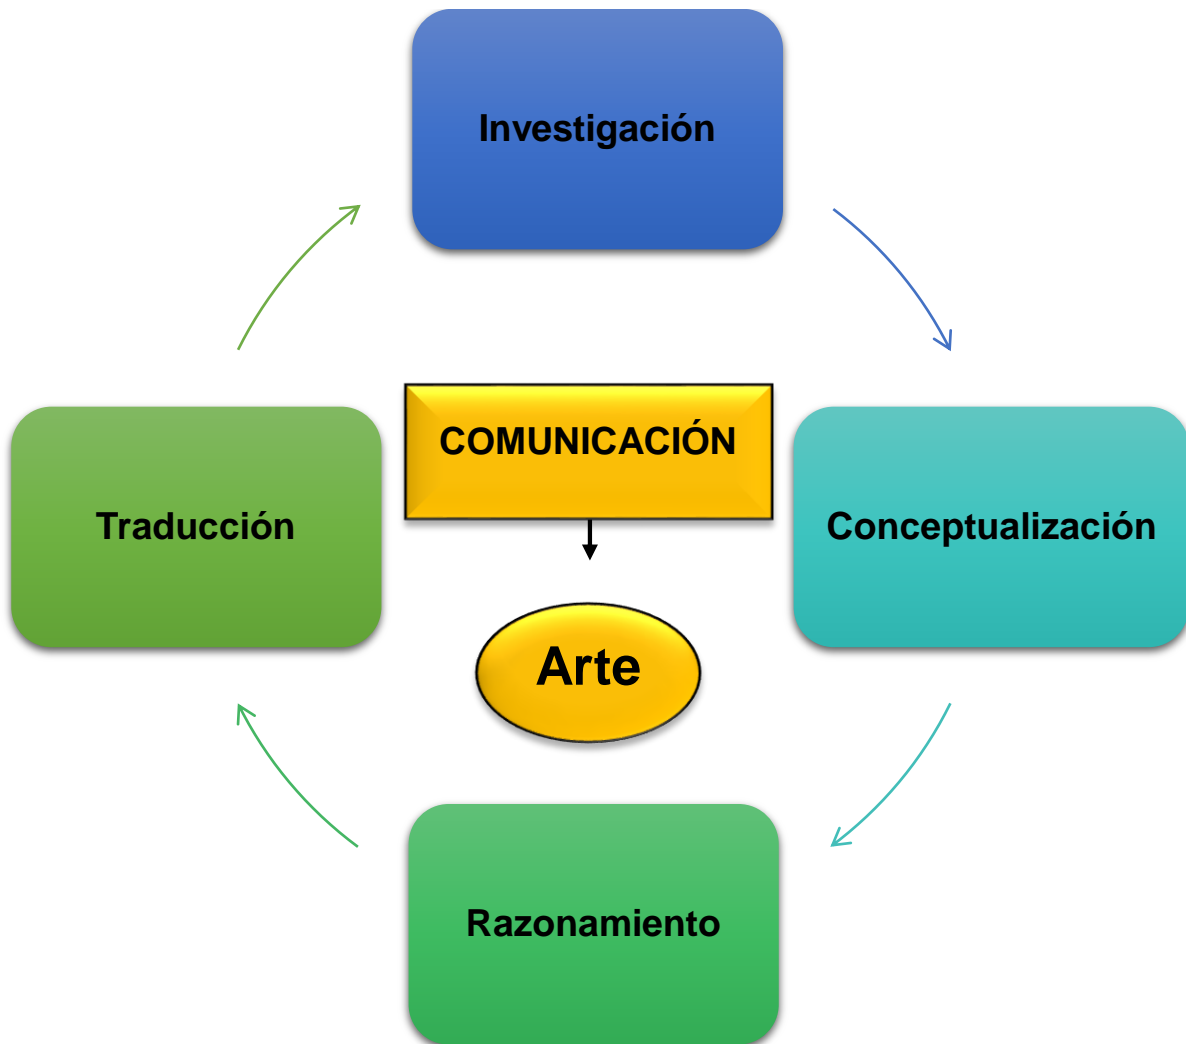 Investigación
COMUNICACIÓN
Traducción
Conceptualización
Arte
Razonamiento